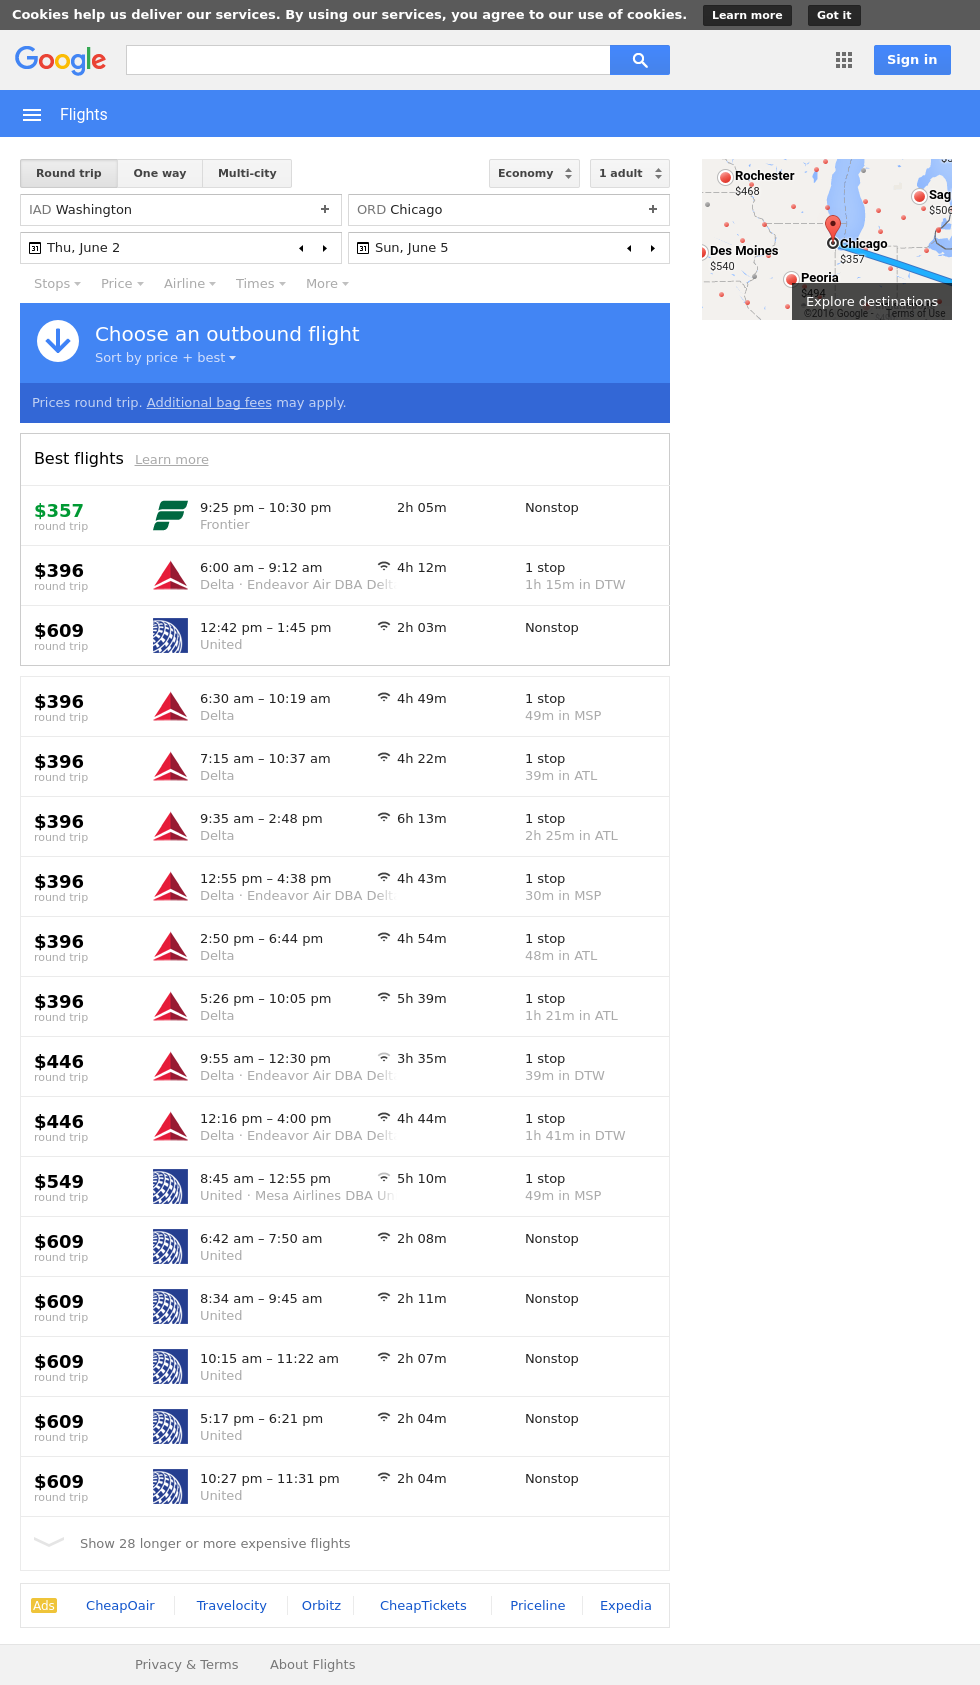 Cookies help us deliver our services. By using our services, you agree to our use of cookies. Learn more Got it
Google Sign in
Flights
Round trip One way Multi-city Economy 1 adult
IAD Washington + ORD Chicago +
31 Thu, June 2 31 Sun, June 5
Stops Price Airline Times More
Choose an outbound flight
Sort by price + best
Prices round trip. Additional bag fees may apply.
Rochester
$468
Sag
$506
Des Moines
$540
Chicago
$357
Peoria
$494
Explore destinations
©2016 Google - Terms of Use
Best flights Learn more
$357 9:25 pm – 10:30 pm 2h 05m Nonstop
round trip Frontier
$396 6:00 am – 9:12 am 4h 12m 1 stop
round trip Delta · Endeavor Air DBA Delt 1h 15m in DTW
$609 12:42 pm – 1:45 pm 2h 03m Nonstop
round trip United
$396 6:30 am – 10:19 am 4h 49m 1 stop
round trip Delta 49m in MSP
$396 7:15 am – 10:37 am 4h 22m 1 stop
round trip Delta 39m in ATL
$396 9:35 am – 2:48 pm 6h 13m 1 stop
round trip Delta 2h 25m in ATL
$396 12:55 pm – 4:38 pm 4h 43m 1 stop
round trip Delta · Endeavor Air DBA Delt 30m in MSP
$396 2:50 pm – 6:44 pm 4h 54m 1 stop
round trip Delta 48m in ATL
$396 5:26 pm – 10:05 pm 5h 39m 1 stop
round trip Delta 1h 21m in ATL
$446 9:55 am – 12:30 pm 3h 35m 1 stop
round trip Delta · Endeavor Air DBA Delt 39m in DTW
$446 12:16 pm – 4:00 pm 4h 44m 1 stop
round trip Delta · Endeavor Air DBA Delt 1h 41m in DTW
$549 8:45 am – 12:55 pm 5h 10m 1 stop
round trip United · Mesa Airlines DBA Un 49m in MSP
$609 6:42 am – 7:50 am 2h 08m Nonstop
round trip United
$609 8:34 am – 9:45 am 2h 11m Nonstop
round trip United
$609 10:15 am – 11:22 am 2h 07m Nonstop
round trip United
$609 5:17 pm – 6:21 pm 2h 04m Nonstop
round trip United
$609 10:27 pm – 11:31 pm 2h 04m Nonstop
round trip United
Show 28 longer or more expensive flights
Ads CheapOair Travelocity Orbitz CheapTickets Priceline Expedia
Privacy & Terms About Flights